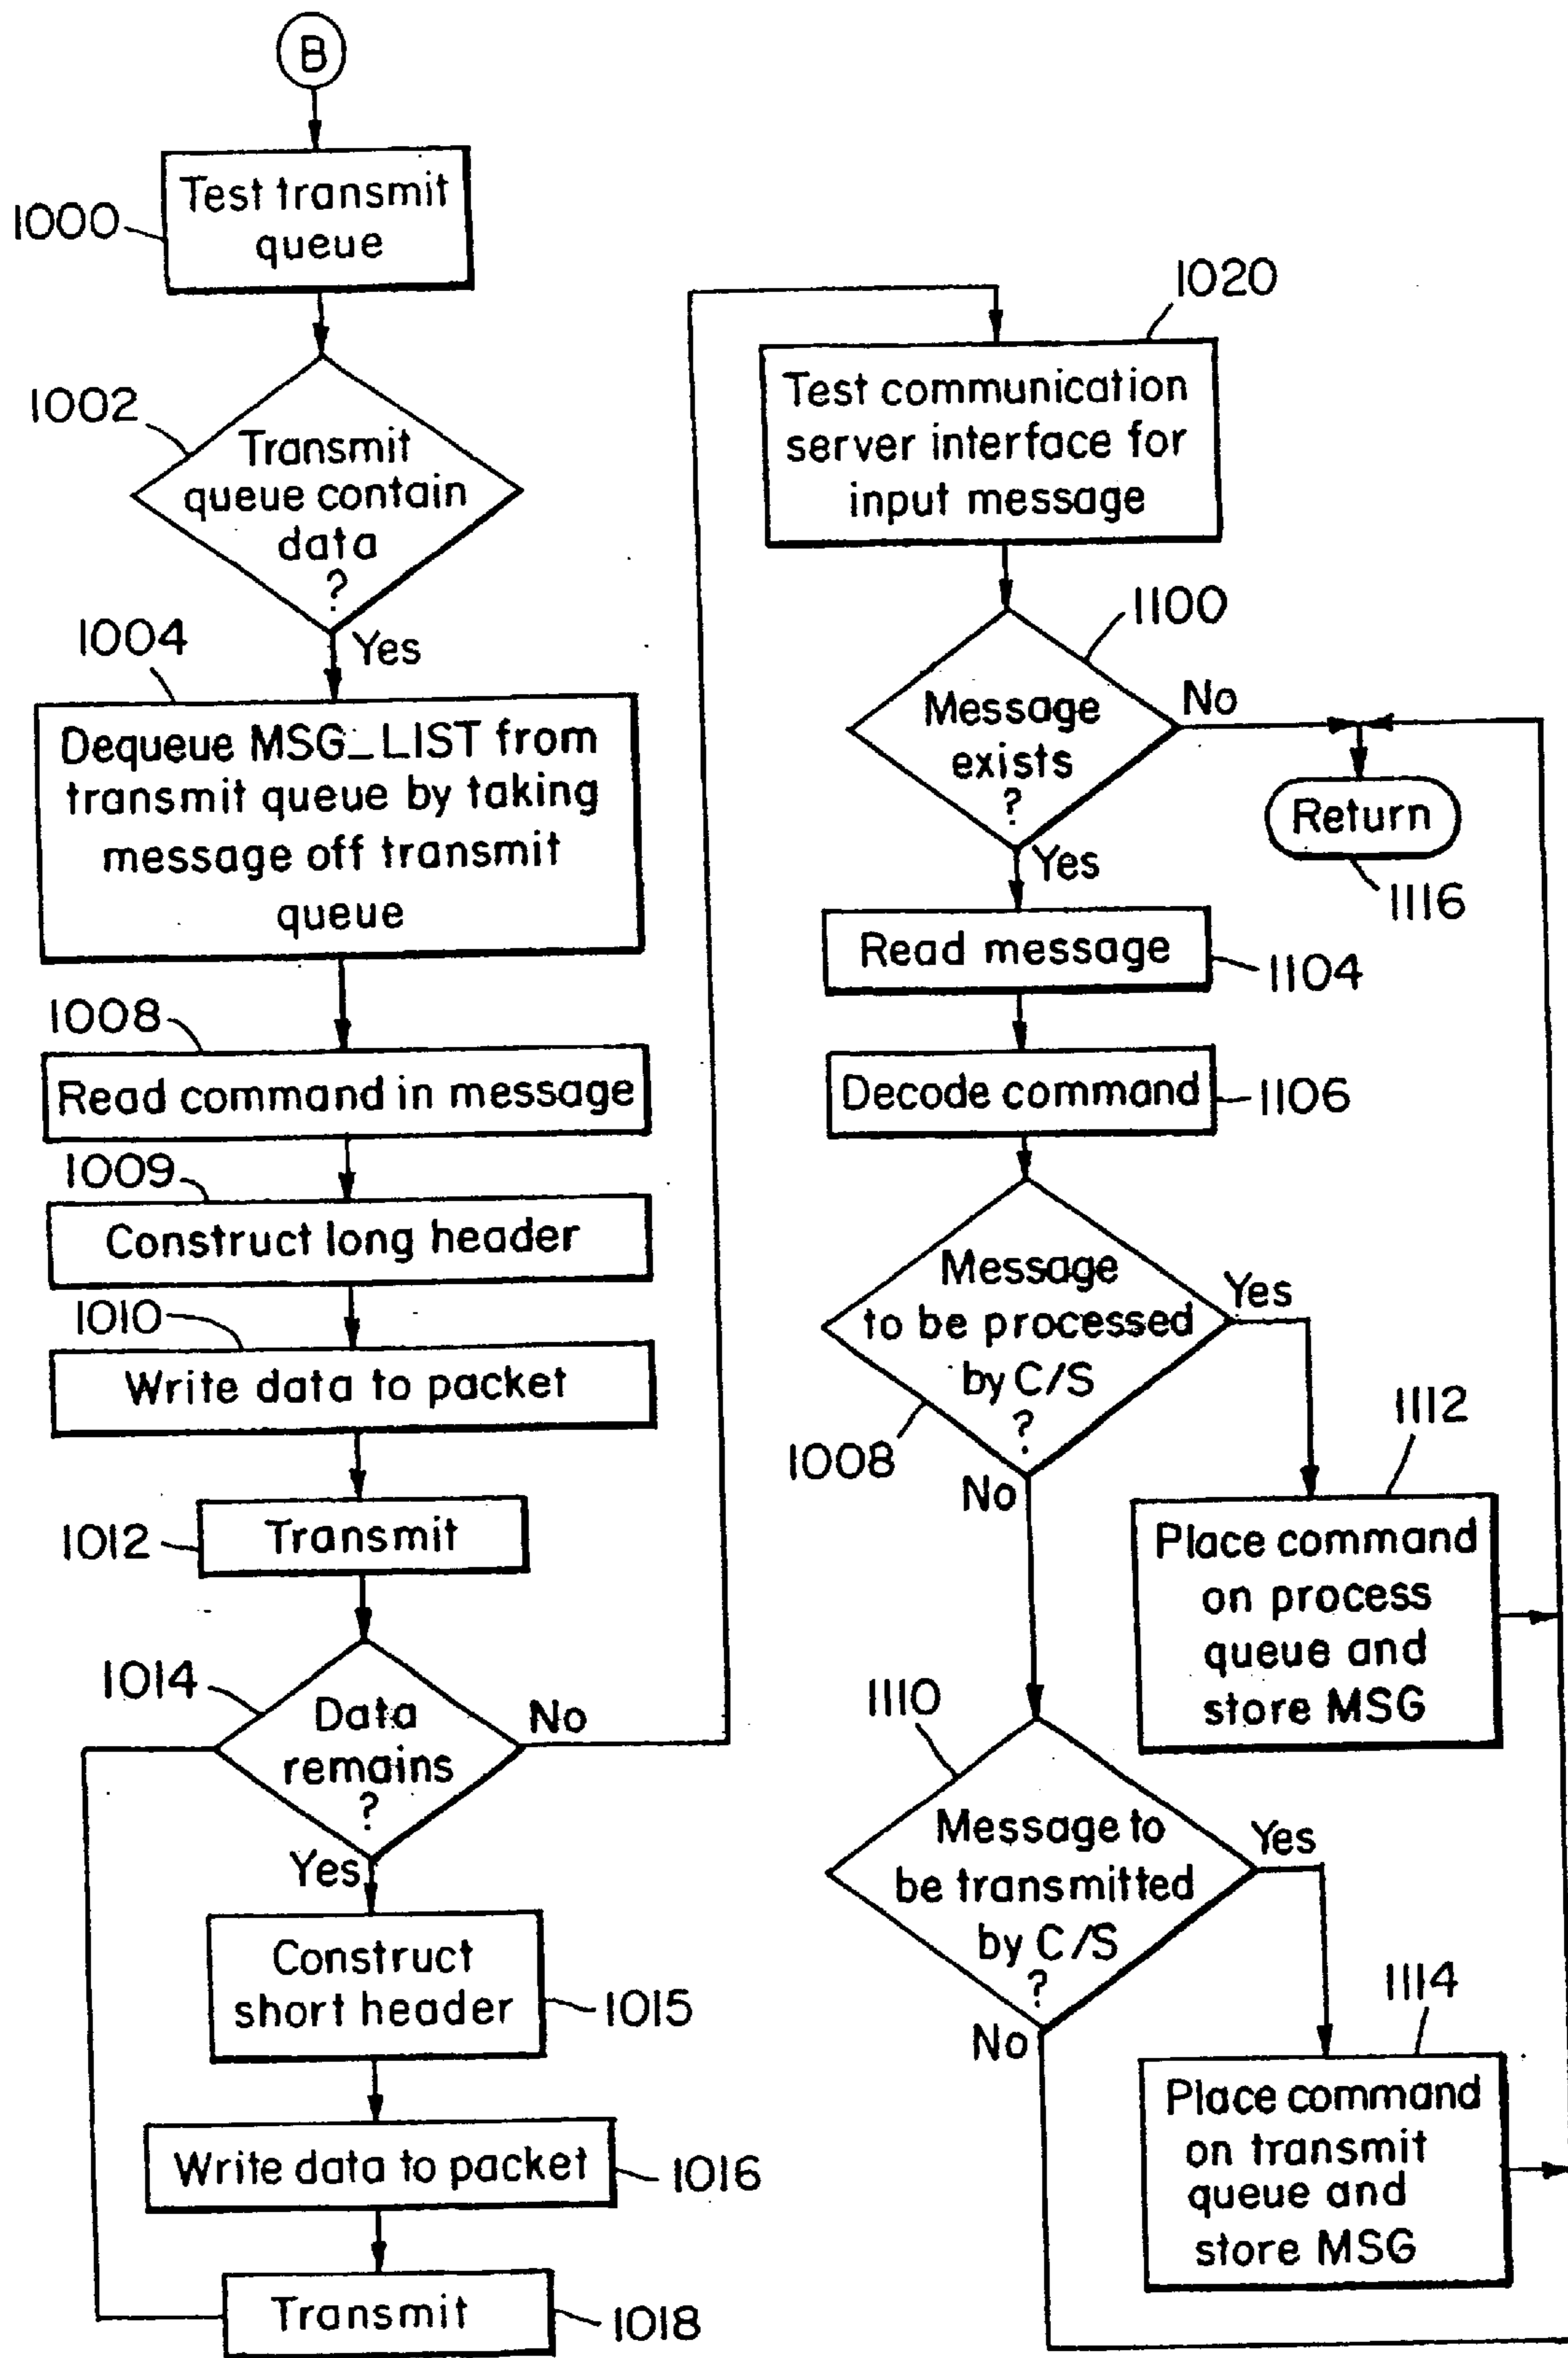 B
Test transmit
queue
1000
1002
Transmit
queue contain
data
?
Yes
1004
Dequeue MSG_LIST from
transmit queue by taking
message off transmit
queue
1008
Read command in message
1009
Construct long header
1010
Write data to packet
1012
Transmit
1014
Data
remains
?
No
Yes
Construct
short header
1015
Write data to packet
1016
Transmit
1018
1020
Test communication
server interface for
input message
1100
Message
exists
?
No
Yes
Return
1116
Read message
1104
Decode command
1106
Message
to be processed
by C/S
?
Yes
1008
No
1112
Place command
on process
queue and
store MSG
1110
Message to
be transmitted
by C/S
?
Yes
No
1114
Place command
on transmit
queue and
store MSG